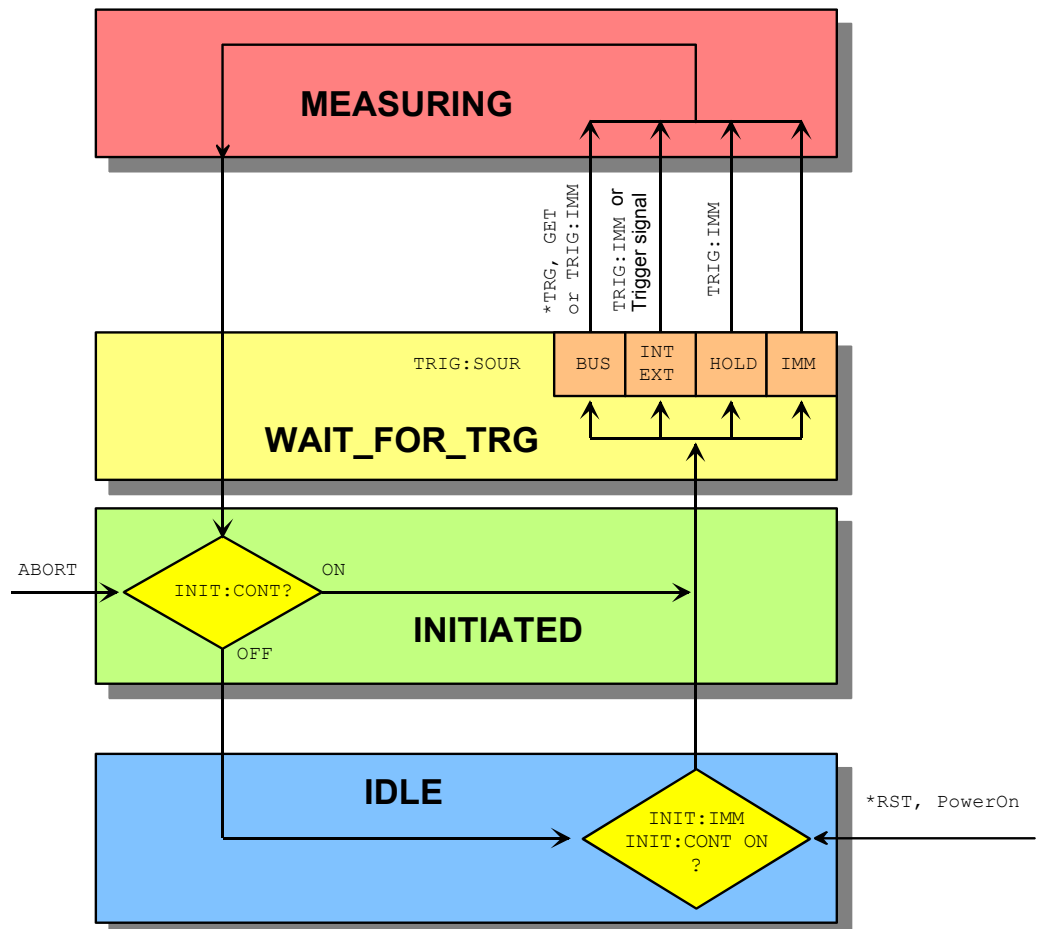 MEASURING
*TRG, GET
or TRIG:IMM
TRIG:IMM or
Trigger signal
TRIG:IMM
TRIG:SOUR
BUS
INT
EXT
HOLD
IMM
WAIT_FOR_TRG
ABORT
INIT:CONT?
ON
INITIATED
OFF
IDLE
INIT:IMM
INIT:CONT ON
?
*RST, PowerOn